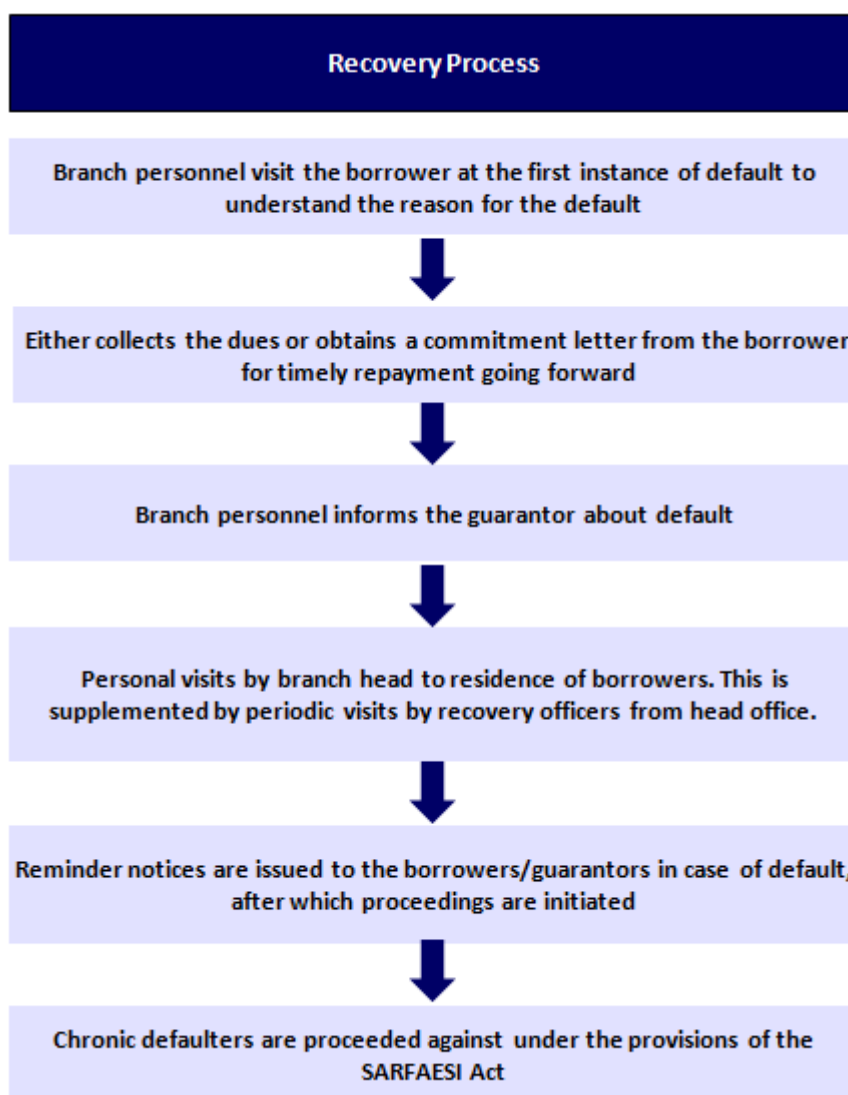 Recovery Process
Branch personnel visit the borrower at the first instance of default to
understand the reason for the default
Either collects the dues or obtains a commitment letter from the borrower
for timely repayment going forward
Branch personnel informs the guarantor about default
Personal visits by branch head to residence of borrowers. This is
supplemented by periodic visits by recovery officers from head office.
Reminder notices are issued to the borrowers/guarantors in case of default,
after which proceedings are initiated
Chronic defaulters are proceeded against under the provisions of the
SARFAESI Act